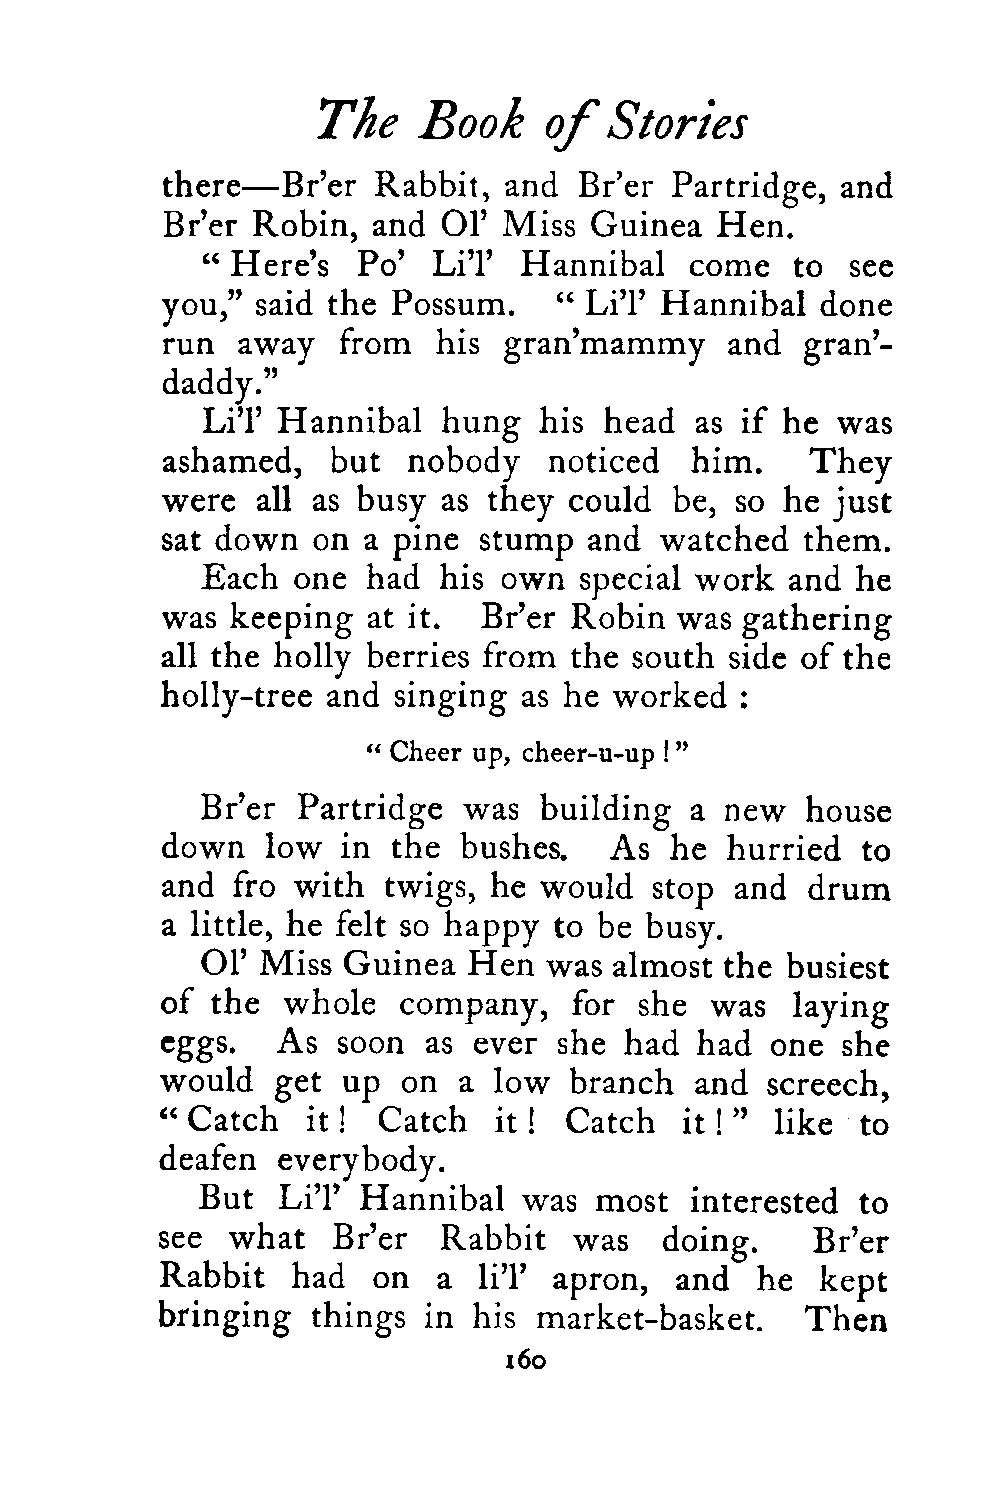 The Book of Stories
there—Br’er Rabbit, and Br’er Partridge, and
Br’er Robin, and Ol’ Miss Guinea Hen.
“ Here’s Po’ Li’l’ Hannibal come to see
you,” said the Possum. “ Li’l’ Hannibal done
run away from his gran’mammy and gran’-
daddy.”
Li’l’ Hannibal hung his head as if he was
ashamed, but nobody noticed him. They
were all as busy as they could be, so he just
sat down on a pine stump and watched them.
Each one had his own special work and he
was keeping at it. Br’er Robin was gathering
all the holly berries from the south side of the
holly-tree and singing as he worked :
“ Cheer up, cheer-u-up ! ”
Br’er Partridge was building a new house
down low in the bushes. As he hurried to
and fro with twigs, he would stop and drum
a little, he felt so happy to be busy.
Ol’ Miss Guinea Hen was almost the busiest
of the whole company, for she was laying
eggs. As soon as ever she had had one she
would get up on a low branch and screech,
“ Catch it ! Catch it ! Catch it ! ” like to
deafen everybody.
But Li’l’ Hannibal was most interested to
see what Br’er Rabbit was doing. Br’er
Rabbit had on a li’l’ apron, and he kept
bringing things in his market-basket. Then
160